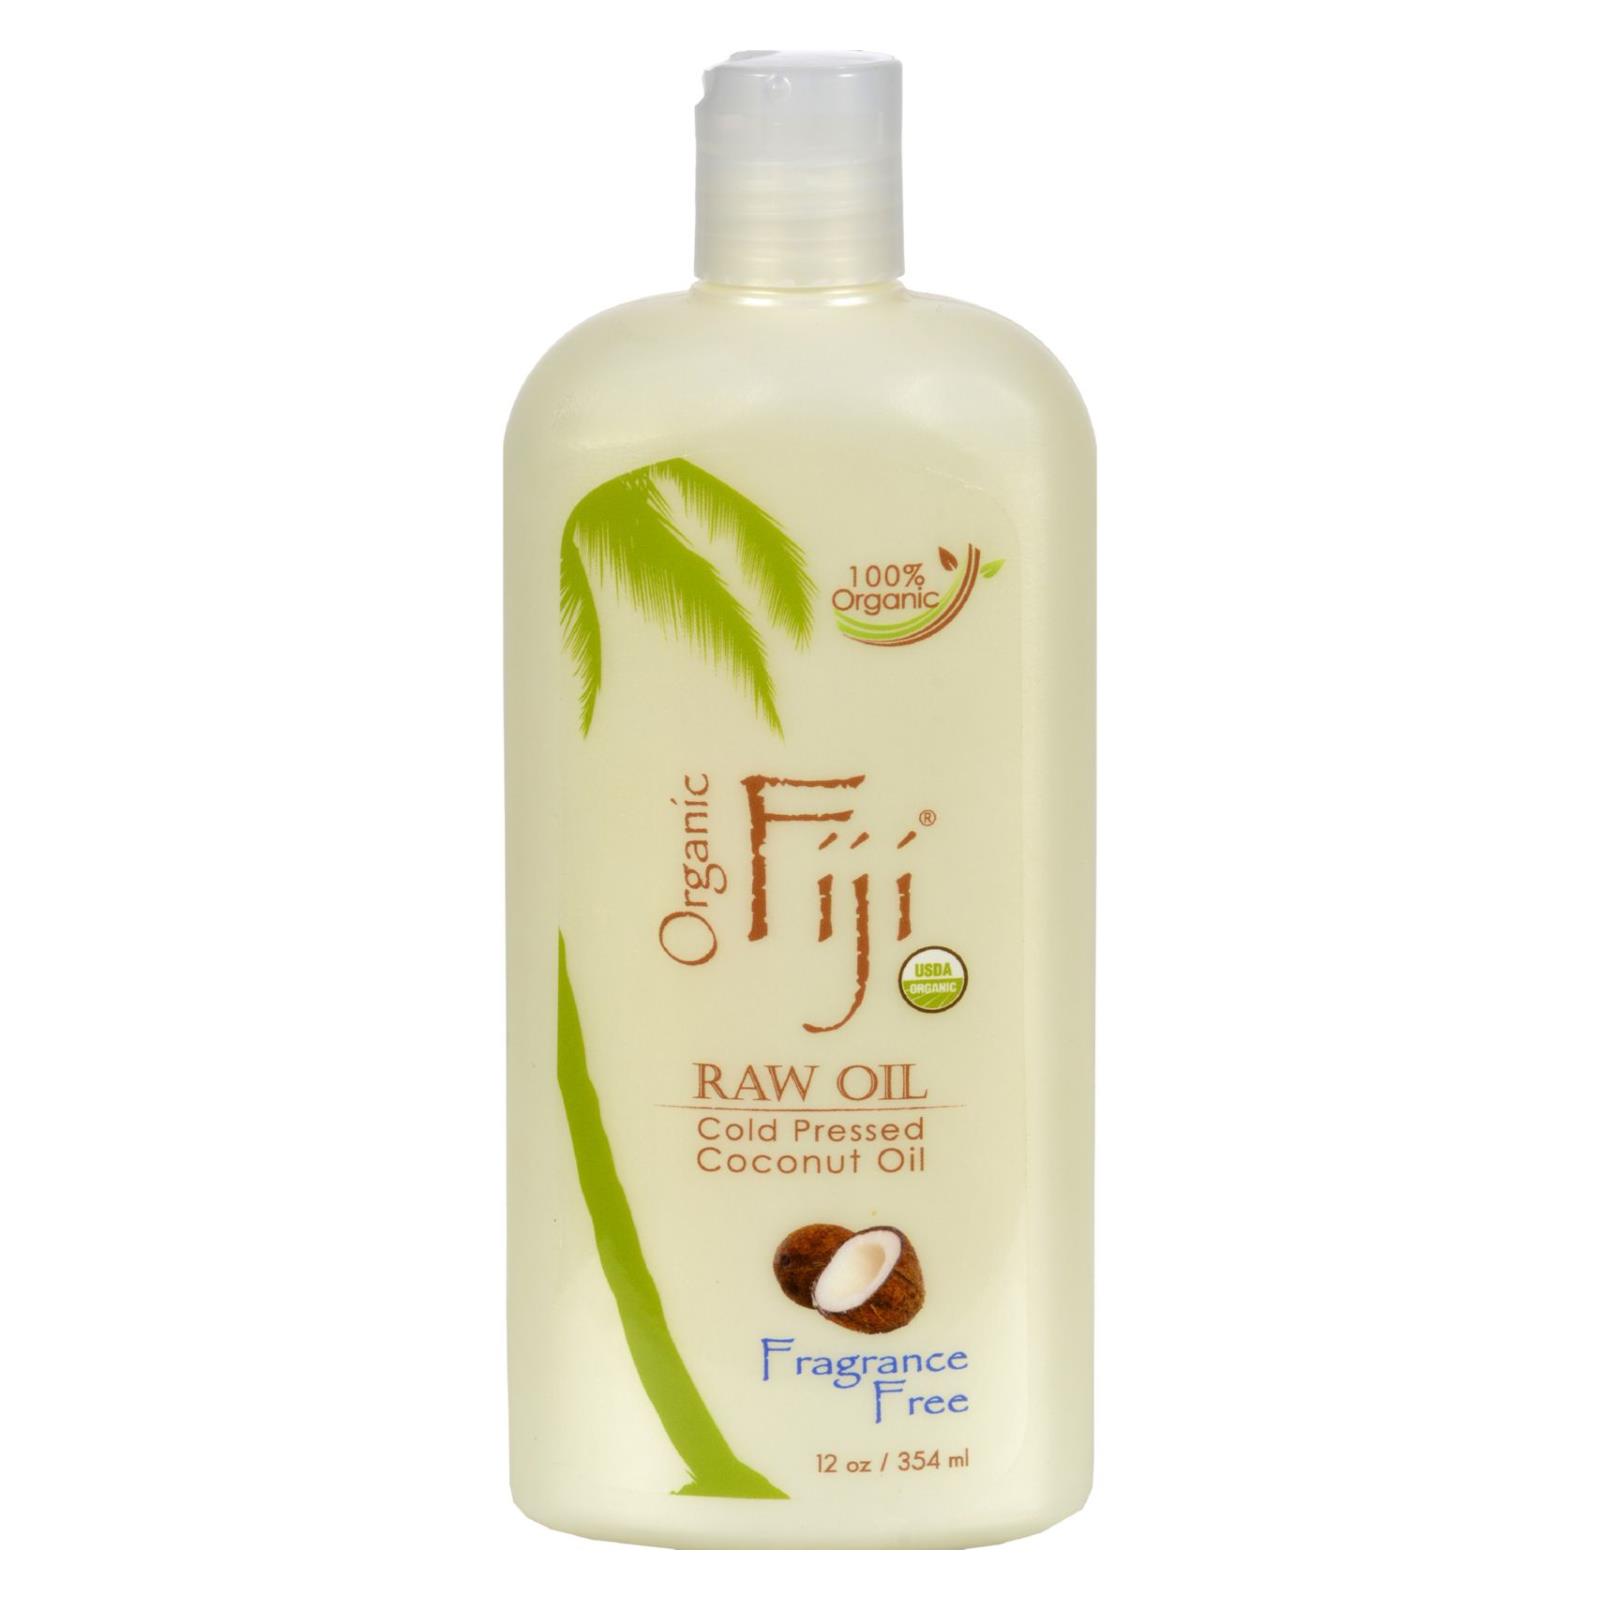 100%
Organic
Organic
Fiji®
USDA
ORGANIC
RAW OIL
Cold Pressed
Coconut Oil
Fragrance
Free
12 oz / 354 ml